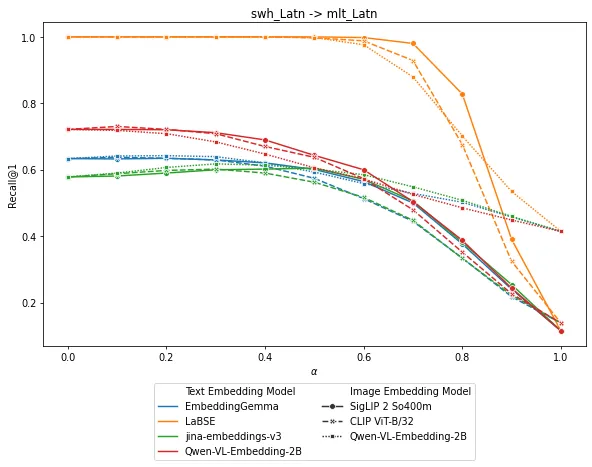 swh_Latn -> mlt_Latn
1.0
0.8
0.6
0.4
0.2
Recall@1
0.0 0.2 0.4 0.6 0.8 1.0
α
Text Embedding Model Image Embedding Model
EmbeddingGemma SigLIP 2 So400m
LaBSE CLIP ViT-B/32
jina-embeddings-v3 Qwen-VL-Embedding-2B
Qwen-VL-Embedding-2B